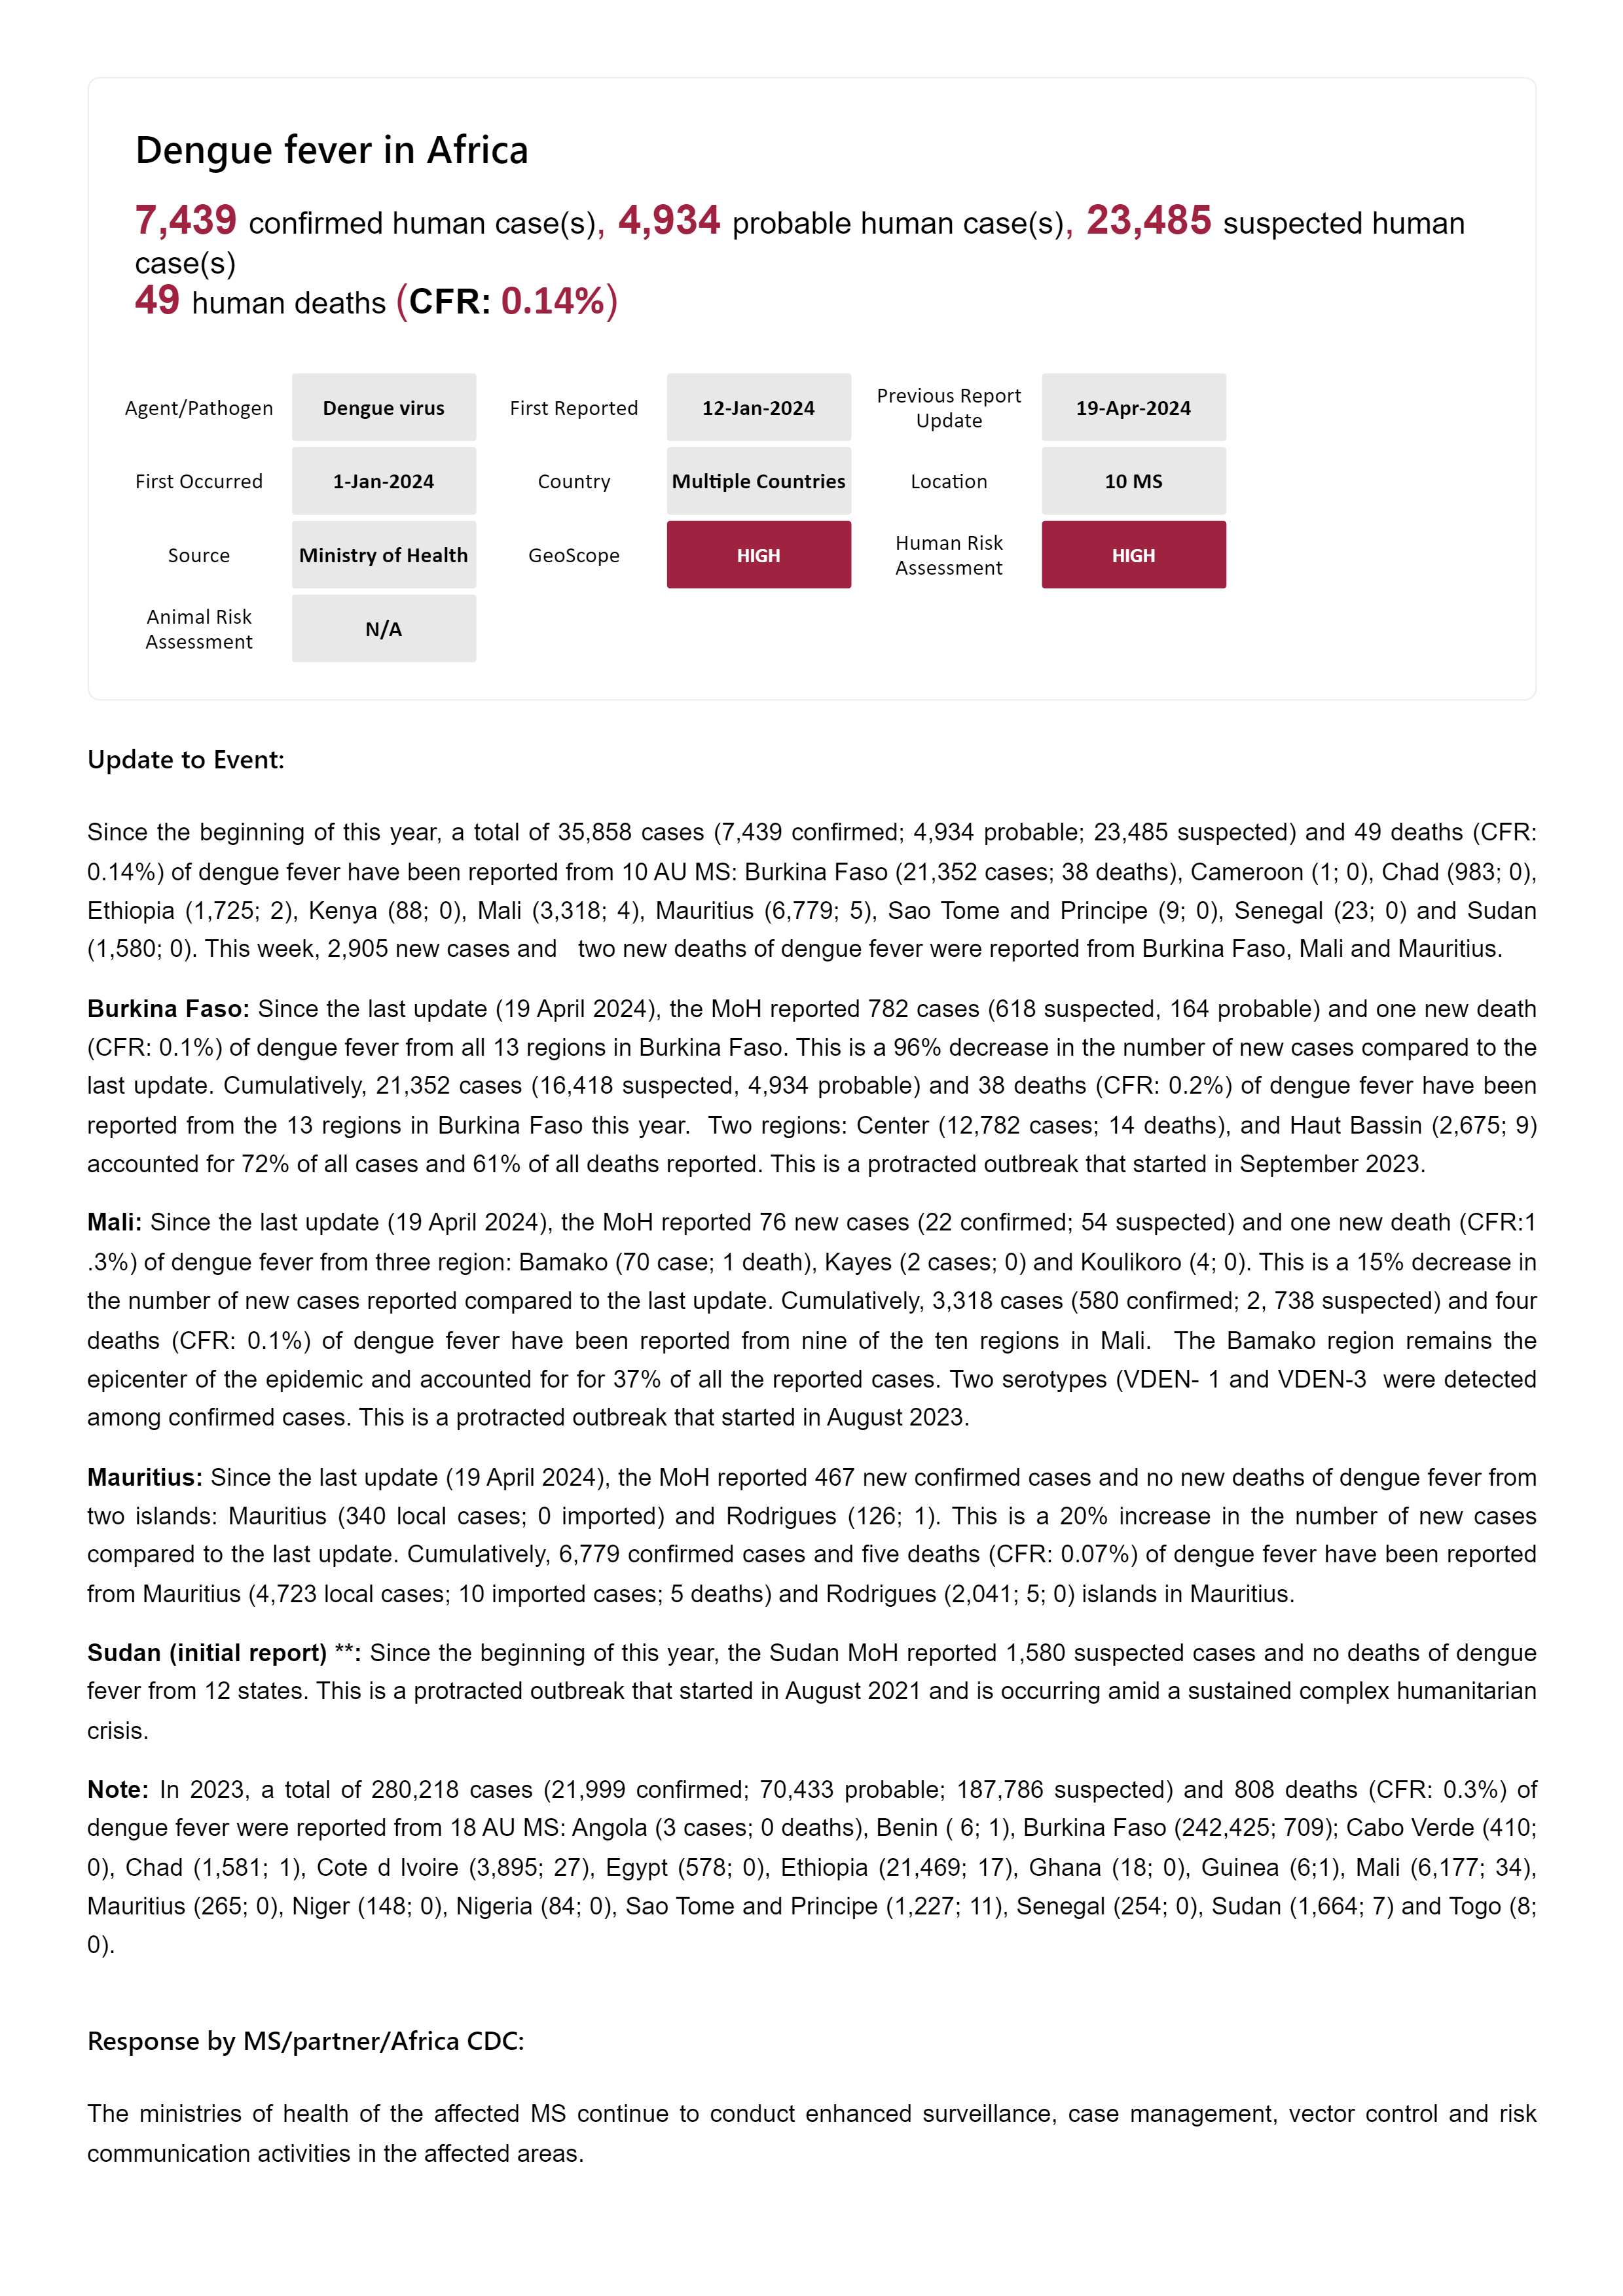 Dengue fever in Africa
7,439 confirmed human case(s), 4,934 probable human case(s), 23,485 suspected human
case(s)
49 human deaths (CFR: 0.14%)
Agent/Pathogen Dengue virus First Reported 12-Jan-2024 Previous Report Update 19-Apr-2024
First Occurred 1-Jan-2024 Country Multiple Countries Location 10 MS
Source Ministry of Health GeoScope HIGH Human Risk Assessment HIGH
Animal Risk Assessment N/A
Update to Event:
Since the beginning of this year, a total of 35,858 cases (7,439 confirmed; 4,934 probable; 23,485 suspected) and 49 deaths (CFR:
0.14%) of dengue fever have been reported from 10 AU MS: Burkina Faso (21,352 cases; 38 deaths), Cameroon (1; 0), Chad (983; 0),
Ethiopia (1,725; 2), Kenya (88; 0), Mali (3,318; 4), Mauritius (6,779; 5), Sao Tome and Principe (9; 0), Senegal (23; 0) and Sudan
(1,580; 0). This week, 2,905 new cases and   two new deaths of dengue fever were reported from Burkina Faso, Mali and Mauritius.
Burkina Faso: Since the last update (19 April 2024), the MoH reported 782 cases (618 suspected, 164 probable) and one new death
(CFR: 0.1%) of dengue fever from all 13 regions in Burkina Faso. This is a 96% decrease in the number of new cases compared to the
last update. Cumulatively, 21,352 cases (16,418 suspected, 4,934 probable) and 38 deaths (CFR: 0.2%) of dengue fever have been
reported from the 13 regions in Burkina Faso this year.  Two regions: Center (12,782 cases; 14 deaths), and Haut Bassin (2,675; 9)
accounted for 72% of all cases and 61% of all deaths reported. This is a protracted outbreak that started in September 2023.
Mali: Since the last update (19 April 2024), the MoH reported 76 new cases (22 confirmed; 54 suspected) and one new death (CFR:1
.3%) of dengue fever from three region: Bamako (70 case; 1 death), Kayes (2 cases; 0) and Koulikoro (4; 0). This is a 15% decrease in
the number of new cases reported compared to the last update. Cumulatively, 3,318 cases (580 confirmed; 2, 738 suspected) and four
deaths (CFR: 0.1%) of dengue fever have been reported from nine of the ten regions in Mali.  The Bamako region remains the
epicenter of the epidemic and accounted for for 37% of all the reported cases. Two serotypes (VDEN- 1 and VDEN-3  were detected
among confirmed cases. This is a protracted outbreak that started in August 2023.
Mauritius: Since the last update (19 April 2024), the MoH reported 467 new confirmed cases and no new deaths of dengue fever from
two islands: Mauritius (340 local cases; 0 imported) and Rodrigues (126; 1). This is a 20% increase in the number of new cases
compared to the last update. Cumulatively, 6,779 confirmed cases and five deaths (CFR: 0.07%) of dengue fever have been reported
from Mauritius (4,723 local cases; 10 imported cases; 5 deaths) and Rodrigues (2,041; 5; 0) islands in Mauritius.
Sudan (initial report) **: Since the beginning of this year, the Sudan MoH reported 1,580 suspected cases and no deaths of dengue
fever from 12 states. This is a protracted outbreak that started in August 2021 and is occurring amid a sustained complex humanitarian
crisis.
Note: In 2023, a total of 280,218 cases (21,999 confirmed; 70,433 probable; 187,786 suspected) and 808 deaths (CFR: 0.3%) of
dengue fever were reported from 18 AU MS: Angola (3 cases; 0 deaths), Benin ( 6; 1), Burkina Faso (242,425; 709); Cabo Verde (410;
0), Chad (1,581; 1), Cote d Ivoire (3,895; 27), Egypt (578; 0), Ethiopia (21,469; 17), Ghana (18; 0), Guinea (6;1), Mali (6,177; 34),
Mauritius (265; 0), Niger (148; 0), Nigeria (84; 0), Sao Tome and Principe (1,227; 11), Senegal (254; 0), Sudan (1,664; 7) and Togo (8;
0).
Response by MS/partner/Africa CDC:
The ministries of health of the affected MS continue to conduct enhanced surveillance, case management, vector control and risk
communication activities in the affected areas.